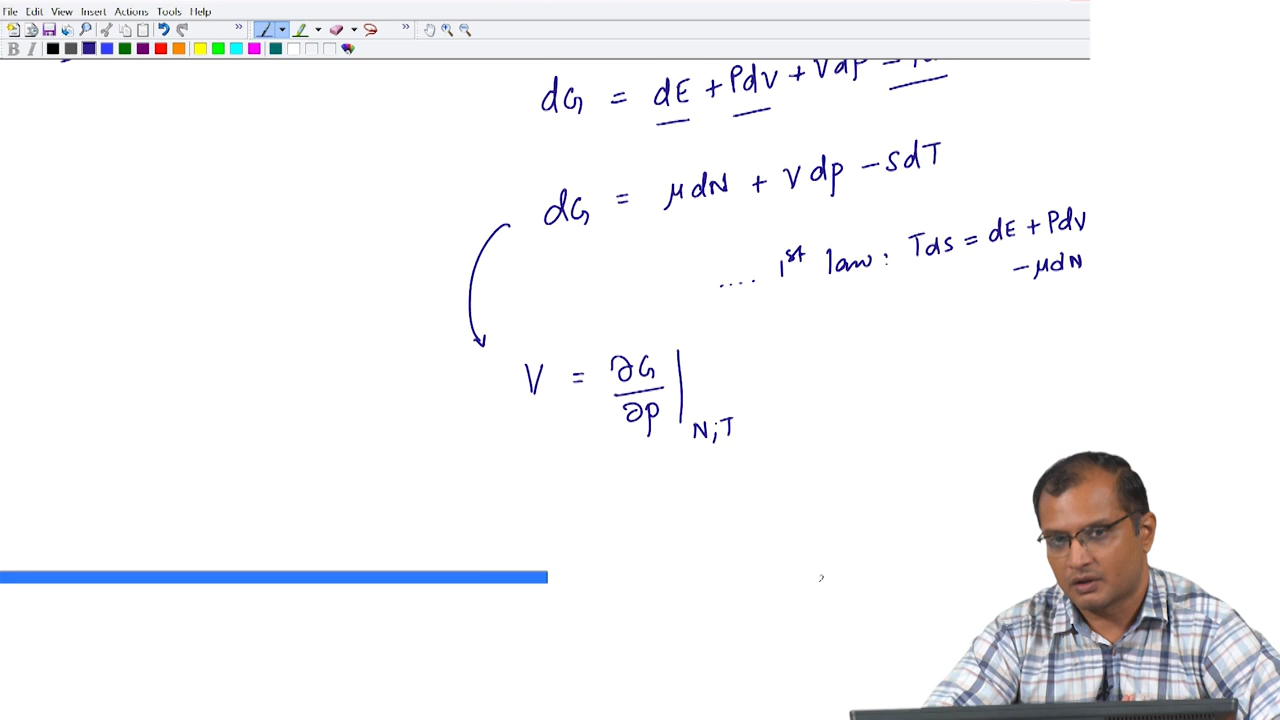 File Edit View Insert Actions Tools Help
B I
dG = dE + PdV + Vdp −
dG = μdN + Vdp − SdT
.... 1st law : TdS = dE + PdV
− μdN
V = ∂G/∂p |N;T